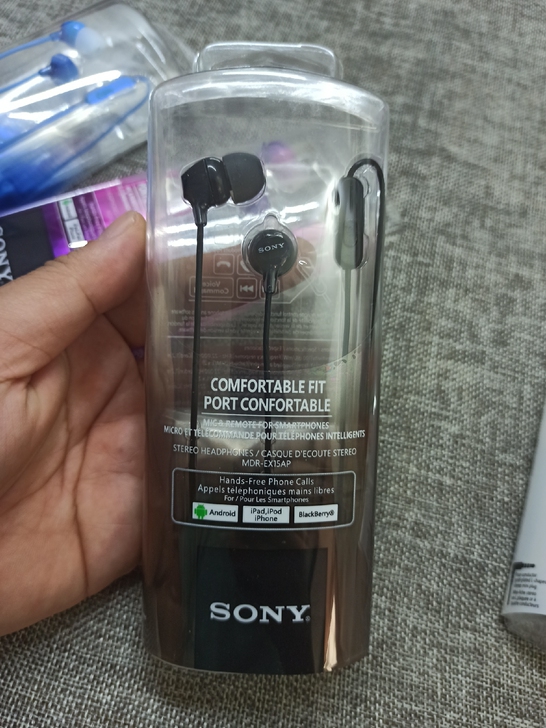 SONY
COMFORTABLE FIT
PORT CONFORTABLE
MIC & REMOTE FOR SMARTPHONES
MICRO ET TÉLÉCOMMANDE POUR TÉLÉPHONES INTELLIGENTS
STEREO HEADPHONES / CASQUE D'ECOUTE STEREO
MDR-EX15AP
Hands-Free Phone Calls
Appels telephoniques mains libres
For / Pour Les Smartphones
Android
iPad,iPod
iPhone
BlackBerry®
SONY®
SONY